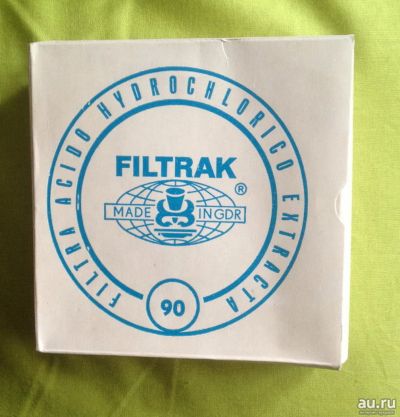 FILTRA ACIDO HYDROCHLORICO EXTRACTA
FILTRAK
®
MADE IN GDR
90
au.ru